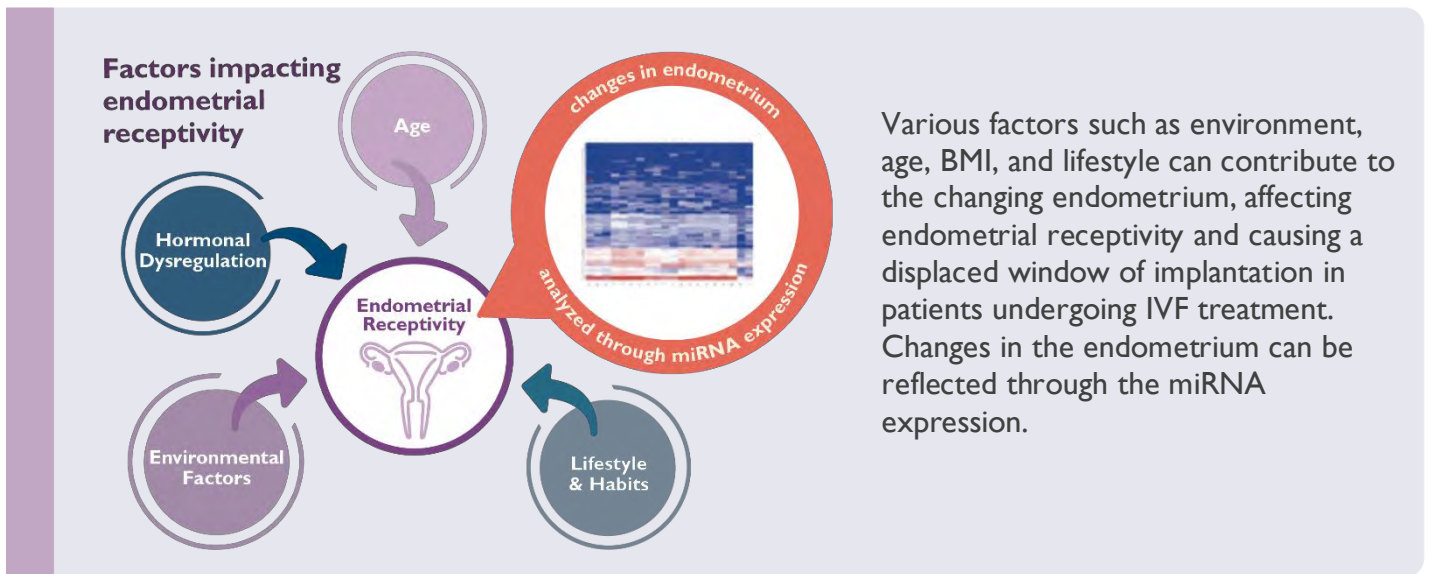 Factors impacting
endometrial
receptivity
Age
Hormonal
Dysregulation
Endometrial
Receptivity
Environmental
Factors
Lifestyle
& Habits
changes in endometrium
analyzed through miRNA expression
Various factors such as environment,
age, BMI, and lifestyle can contribute to
the changing endometrium, affecting
endometrial receptivity and causing a
displaced window of implantation in
patients undergoing IVF treatment.
Changes in the endometrium can be
reflected through the miRNA
expression.